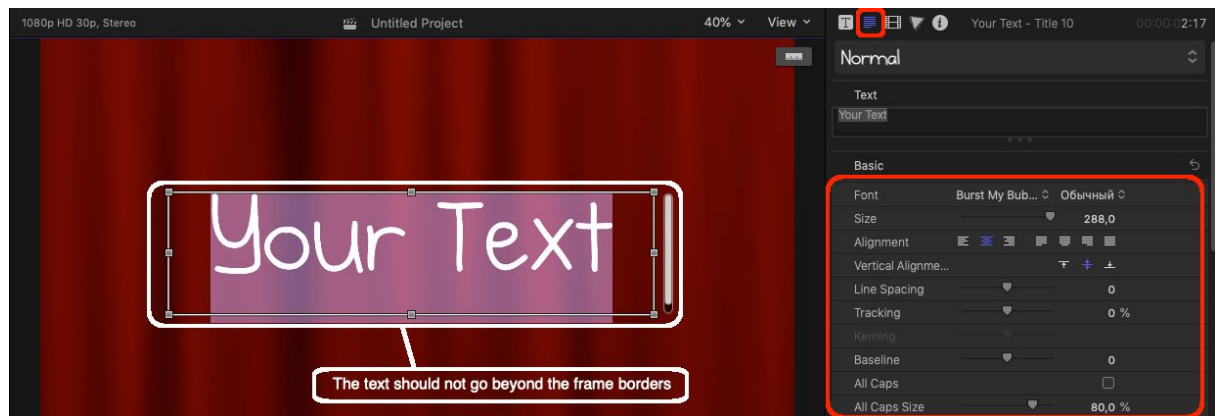 1080p HD 30p, Stereo
Untitled Project
40%
View
T
i
Your Text - Title 10
00:00:02:17
Normal
Text
Your Text
Basic
Your Text
Font Burst My Bub... Обычный
Size 288,0
Alignment
Vertical Alignme...
Line Spacing 0
Tracking 0 %
Kerning
Baseline 0
All Caps
All Caps Size 80,0 %
The text should not go beyond the frame borders